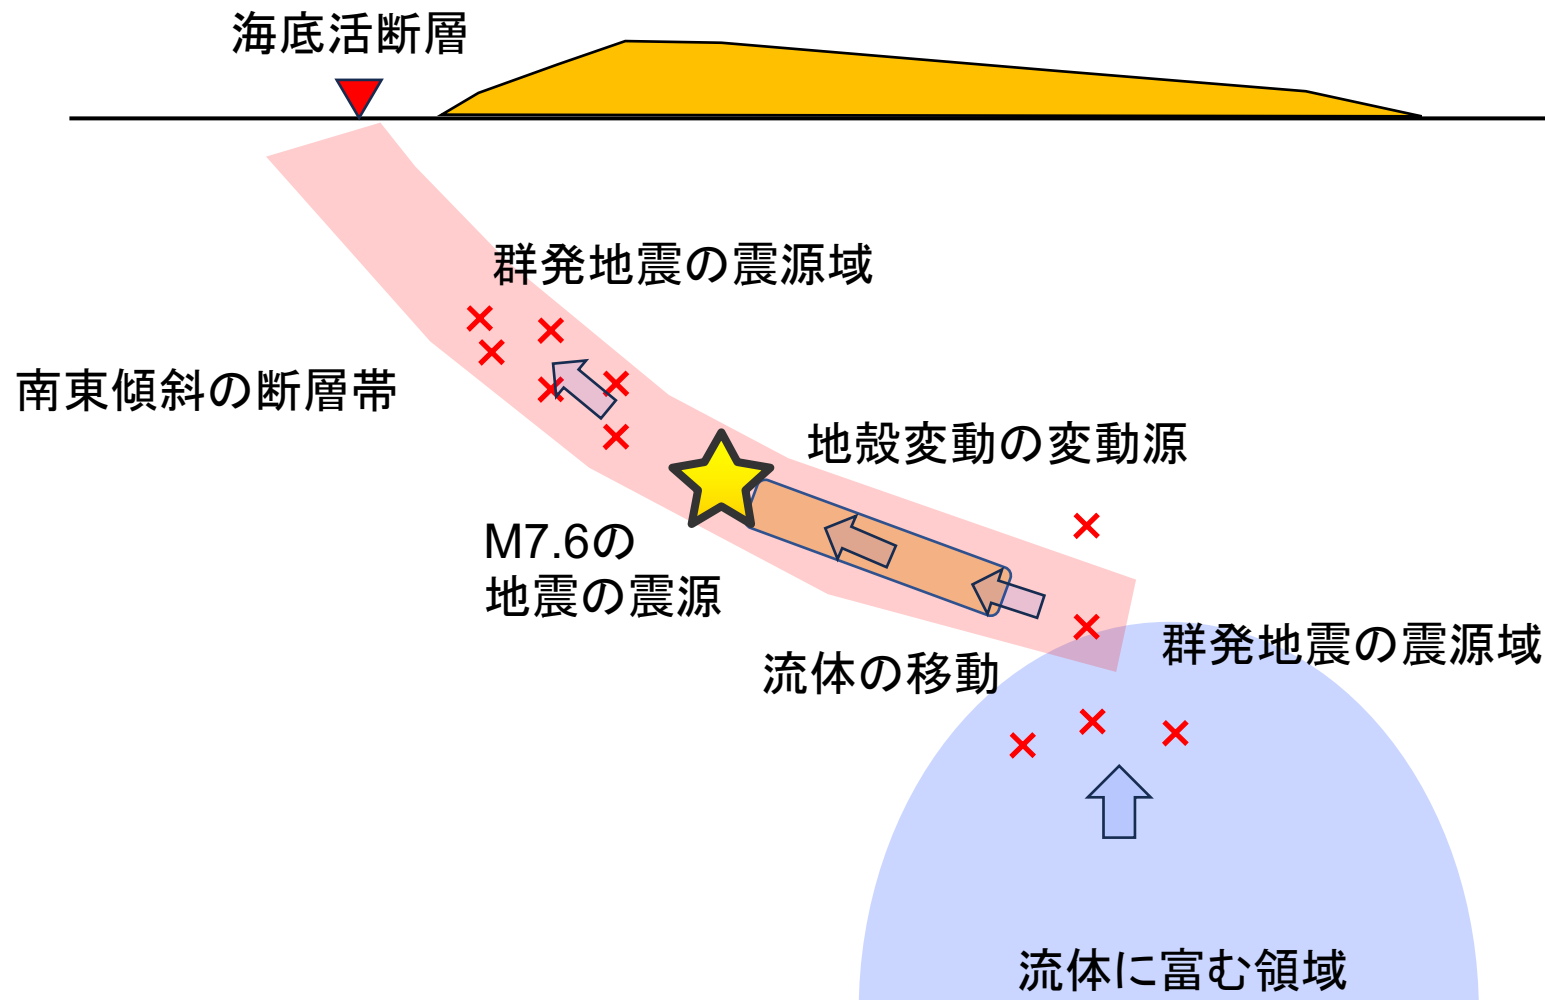 海底活断層
群発地震の震源域
南東傾斜の断層帯
地殻変動の変動源
M7.6の
地震の震源
群発地震の震源域
流体の移動
流体に富む領域